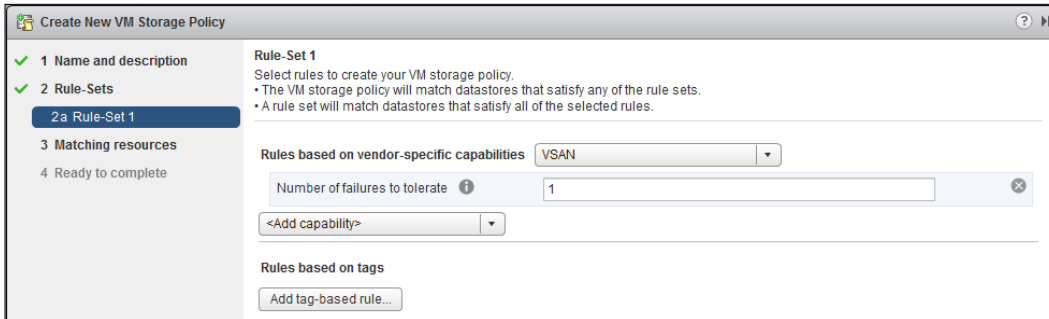 Create New VM Storage Policy
?
1 Name and description
2 Rule-Sets
2a Rule-Set 1
3 Matching resources
4 Ready to complete
Rule-Set 1
Select rules to create your VM storage policy.
• The VM storage policy will match datastores that satisfy any of the rule sets.
• A rule set will match datastores that satisfy all of the selected rules.
Rules based on vendor-specific capabilities VSAN
Number of failures to tolerate i 1
<Add capability>
Rules based on tags
Add tag-based rule...